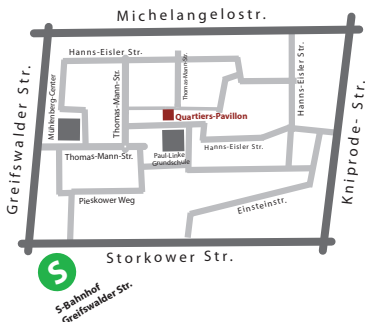 Michelangelostr.
Hanns-Eisler Str.
Thomas-Mann-Str.
Hanns-Eisler Str.
Mühlenberg-Center
Thomas-Mann-Str.
Greifswalder Str.
Kniprode- Str.
Quartiers-Pavillon
Hanns-Eisler Str.
Thomas-Mann-Str.
Paul-Linke
Grundschule
Pieskower Weg
Einsteinstr.
Storkower Str.
S
S-Bahnhof
Greifswalder Str.